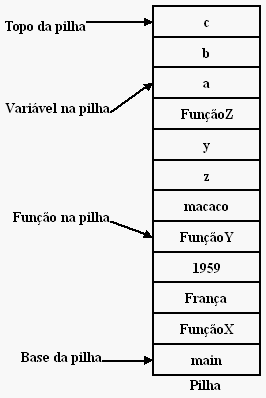 Topo da pilha
c
b
Variável na pilha
a
FunçãoZ
y
z
macaco
Função na pilha
FunçãoY
1959
França
FunçãoX
Base da pilha
main
Pilha